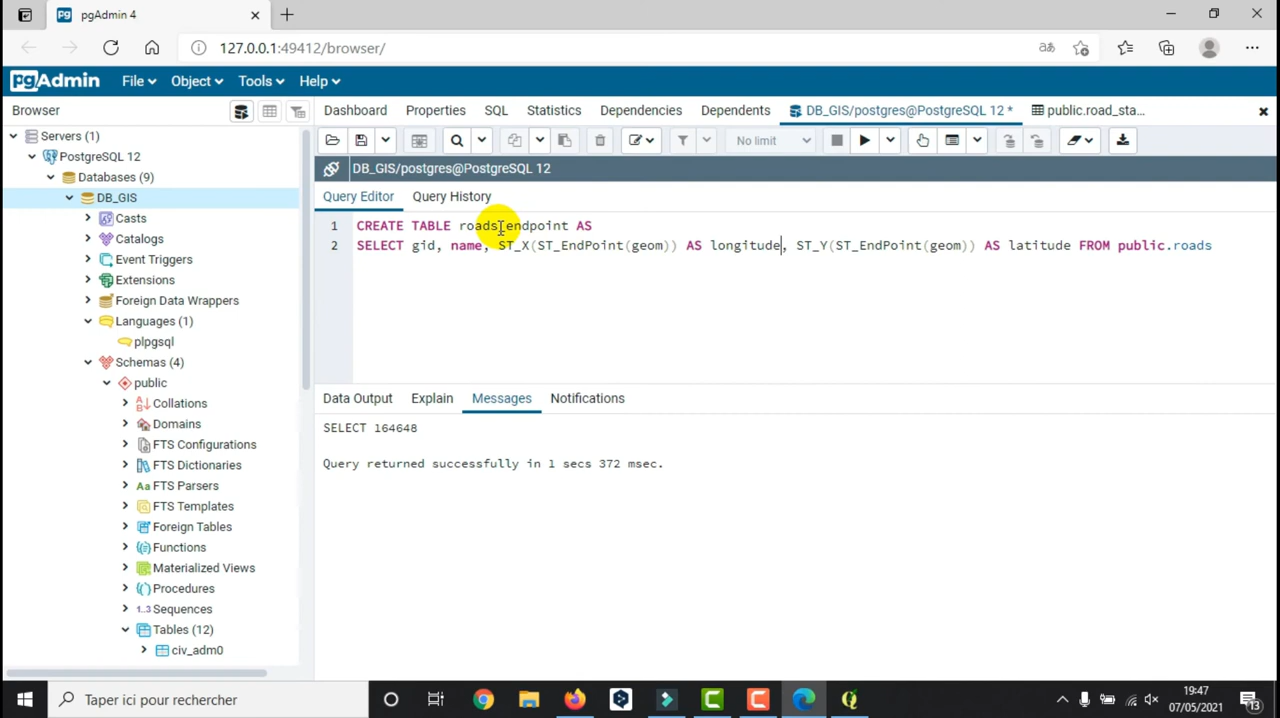 pgAdmin 4
127.0.0.1:49412/browser/
pgAdmin File Object Tools Help
Browser
Dashboard Properties SQL Statistics Dependencies Dependents DB_GIS/postgres@PostgreSQL 12 * public.road_sta...
No limit
DB_GIS/postgres@PostgreSQL 12
Query Editor Query History
1 CREATE TABLE roads_endpoint AS
2 SELECT gid, name, ST_X(ST_EndPoint(geom)) AS longitude, ST_Y(ST_EndPoint(geom)) AS latitude FROM public.roads
Data Output Explain Messages Notifications
SELECT 164648
Query returned successfully in 1 secs 372 msec.
Servers (1)
PostgreSQL 12
Databases (9)
DB_GIS
Casts
Catalogs
Event Triggers
Extensions
Foreign Data Wrappers
Languages (1)
plpgsql
Schemas (4)
public
Collations
Domains
FTS Configurations
FTS Dictionaries
FTS Parsers
FTS Templates
Foreign Tables
Functions
Materialized Views
Procedures
Sequences
Tables (12)
civ_adm0
Taper ici pour rechercher
19:47
07/05/2021
13